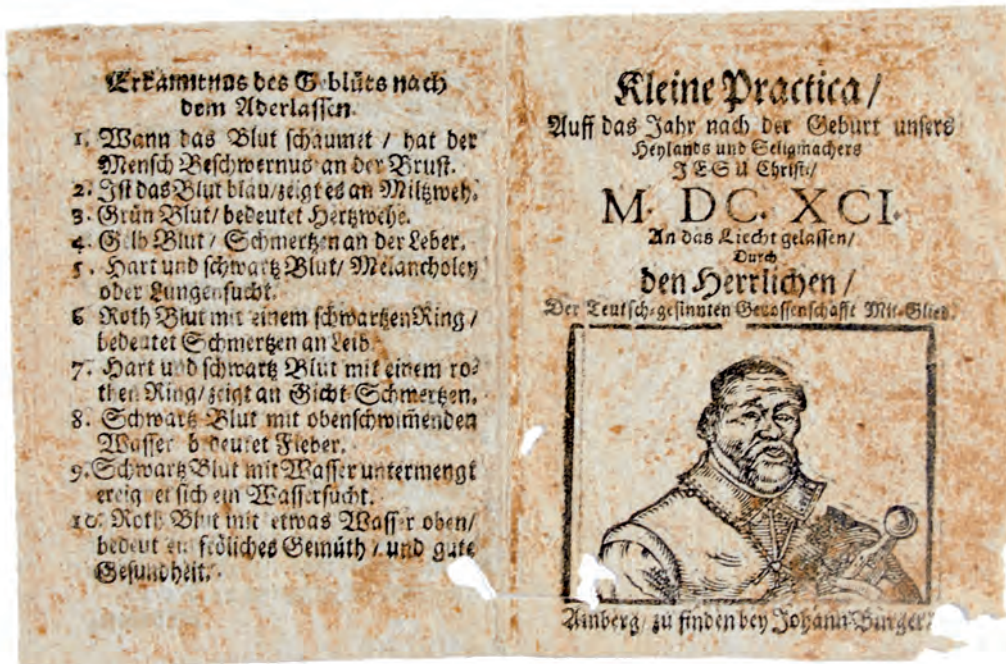 Erkanntnus des Geblüts nach
dem Aderlassen.
1. Wann das Blut schaumet / hat der
Mensch Beschwernus an der Brust.
2. Ist das Blut blau/zeigt es an Miltzweh.
3. Grün Blut/ bedeutet Hertzwehe.
4. Gelb Blut / Schmertzen an der Leber.
5. Hart und schwartz Blut/ Melancholey
oder Lungensucht.
6 Roth Blut mit einem schwartzen Ring /
bedeutet Schmertzen an Leib.
7. Hart und schwartz Blut mit einem ro-
then Ring/zeigt an Gicht-Schmertzen.
8. Schwartz Blut mit obenschwim̃enden
Wasser bedeutet Fieber.
9. Schwartz Blut mit Wasser untermengt
ereignet sich ein Wassersucht.
10. Roth Blut mit etwas Wasser oben/
bedeut ein fröliches Gemüth / und gute
Gesundheit.
Kleine Practica /
Auff das Jahr nach der Geburt unsers
Heylands und Seligmachers
JESU Christi/
M. DC. XCI.
An das Liecht gelassen/
Durch
den Herrlichen /
Der Teutsch-gesinnten Genossenschafft Mit-Glied.
Amberg/ zu finden bey Johann Burger.